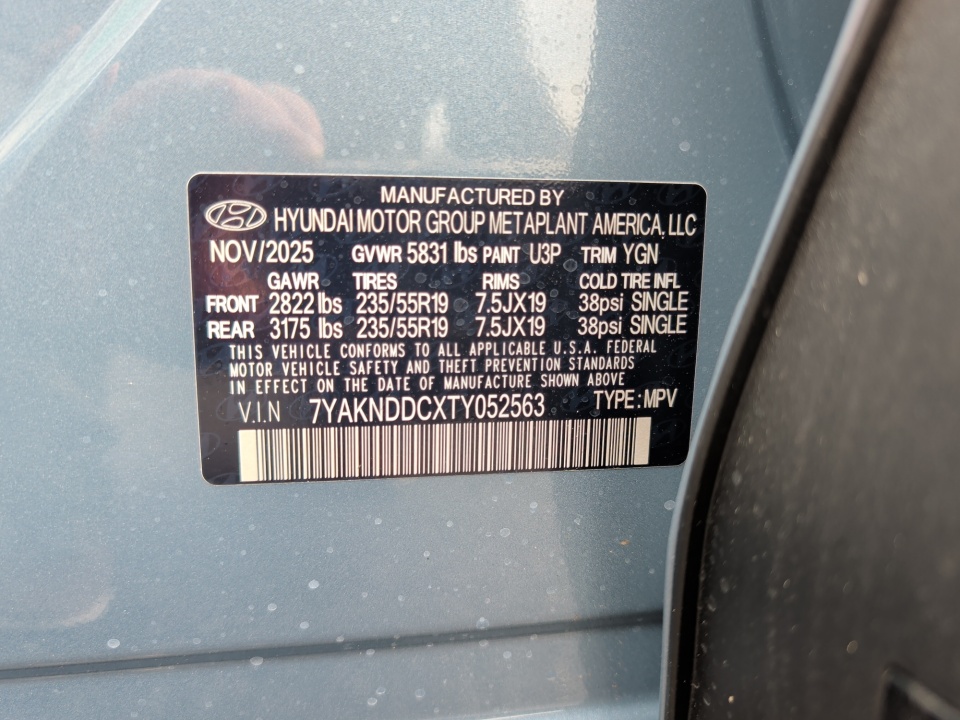 MANUFACTURED BY
HYUNDAI MOTOR GROUP METAPLANT AMERICA, LLC
NOV/2025 GVWR 5831 lbs PAINT U3P TRIM YGN
GAWR TIRES RIMS COLD TIRE INFL
FRONT 2822 lbs 235/55R19 7.5JX19 38psi SINGLE
REAR 3175 lbs 235/55R19 7.5JX19 38psi SINGLE
THIS VEHICLE CONFORMS TO ALL APPLICABLE U.S.A. FEDERAL
MOTOR VEHICLE SAFETY AND THEFT PREVENTION STANDARDS
IN EFFECT ON THE DATE OF MANUFACTURE SHOWN ABOVE
V.I.N 7YAKNDDCXTY052563 TYPE: MPV